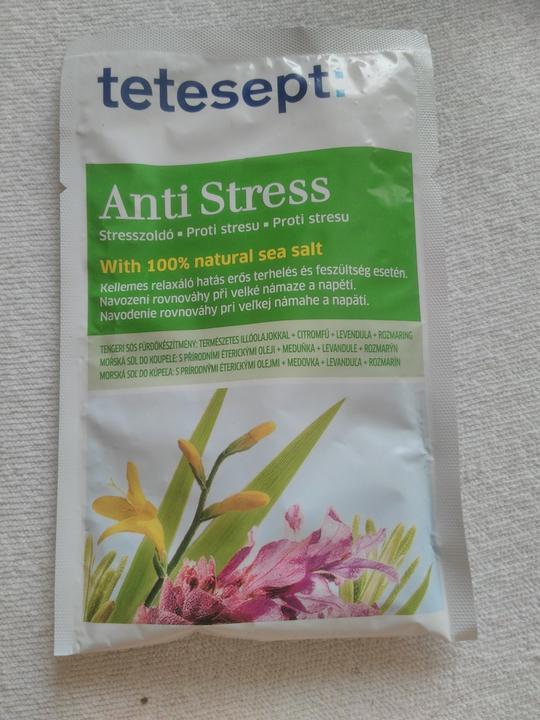 tetesept:
Anti Stress
Stresszoldó ▪ Proti stresu ▪ Proti stresu
With 100% natural sea salt
Kellemes relaxáló hatás erős terhelés és feszültség esetén.
Navození rovnováhy při velké námaze a napětí.
Navodenie rovnováhy pri veľkej námahe a napätí.
TENGERI SÓS FÜRDŐKÉSZÍTMÉNY: TERMÉSZETES ILLÓOLAJOKKAL + CITROMFŰ + LEVENDULA + ROZMARING
MOŘSKÁ SŮL DO KOUPELE: S PŘÍRODNÍMI ÉTERICKÝMI OLEJI + MEDUŇKA + LEVANDULE + ROZMARÝN
MORSKÁ SOĽ DO KÚPEĽA: S PRÍRODNÝMI ÉTERICKÝMI OLEJMI + MEDOVKA + LEVANDUĽA + ROZMARÍN